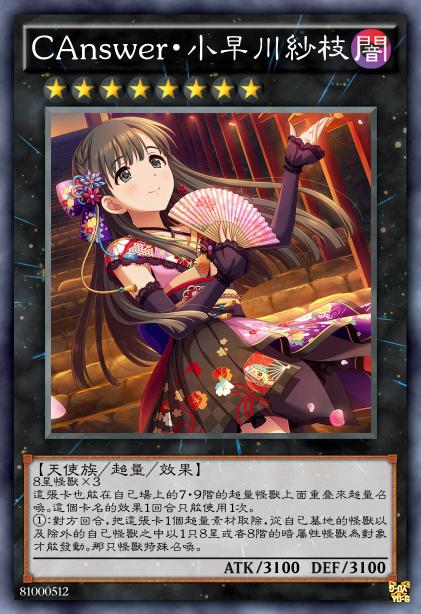 CAnswer・小早川紗枝 闇
【天使族／超量／效果】
8星怪獸×3
這張卡也能在自己場上的7・9階的超量怪獸上面重疊來超量召
喚。這個卡名的效果1回合只能使用1次。
①：對方回合，把這張卡1個超量素材取除，從自己墓地的怪獸以
及除外的自己怪獸之中以1只8星或者8階的暗屬性怪獸為對象
才能發動。那只怪獸特殊召喚。
ATK/3100 DEF/3100
81000512